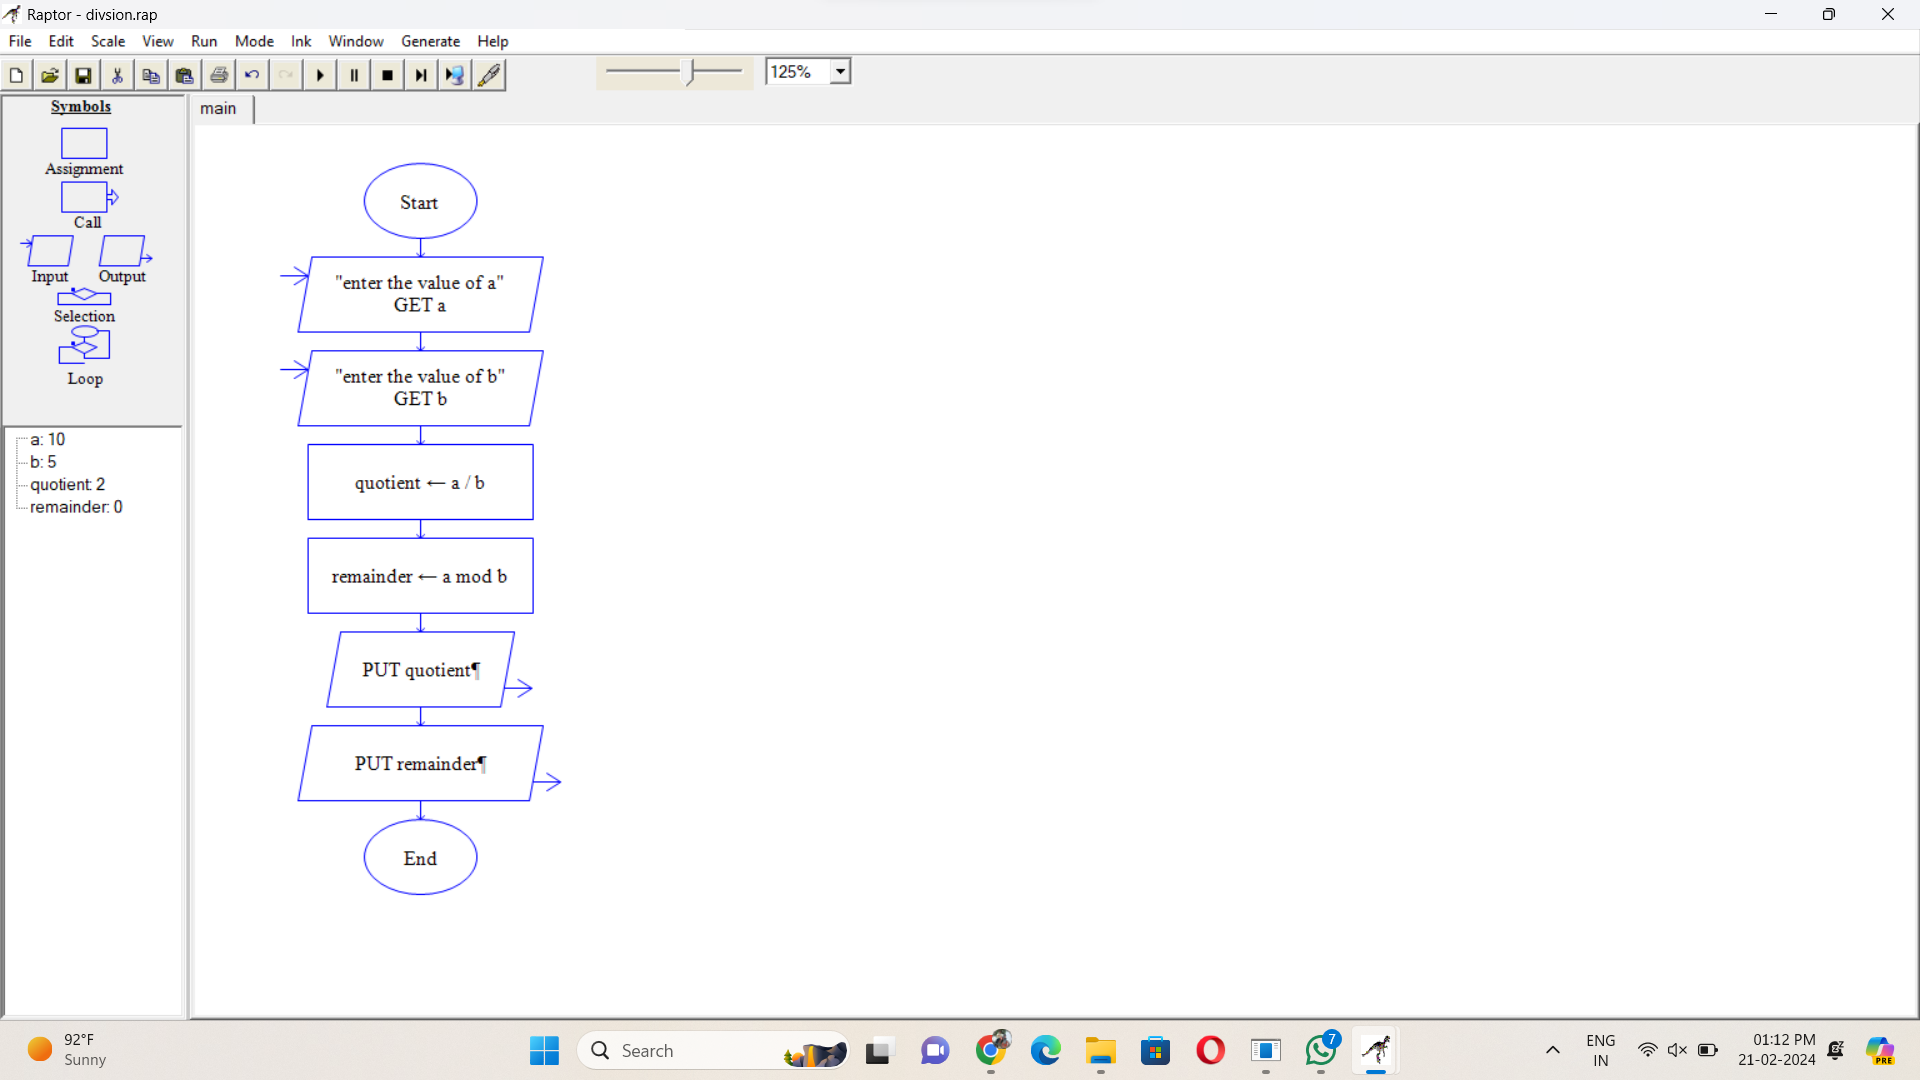 Raptor - divsion.rap
File Edit Scale View Run Mode Ink Window Generate Help
125%
Symbols
Assignment
Call
Input Output
Selection
Loop
a: 10
b: 5
quotient: 2
remainder: 0
main
Start
"enter the value of a"
GET a
"enter the value of b"
GET b
quotient ← a / b
remainder ← a mod b
PUT quotient¶
PUT remainder¶
End
92°F
Sunny
Search
7
ENG
IN
01:12 PM
21-02-2024
PRE